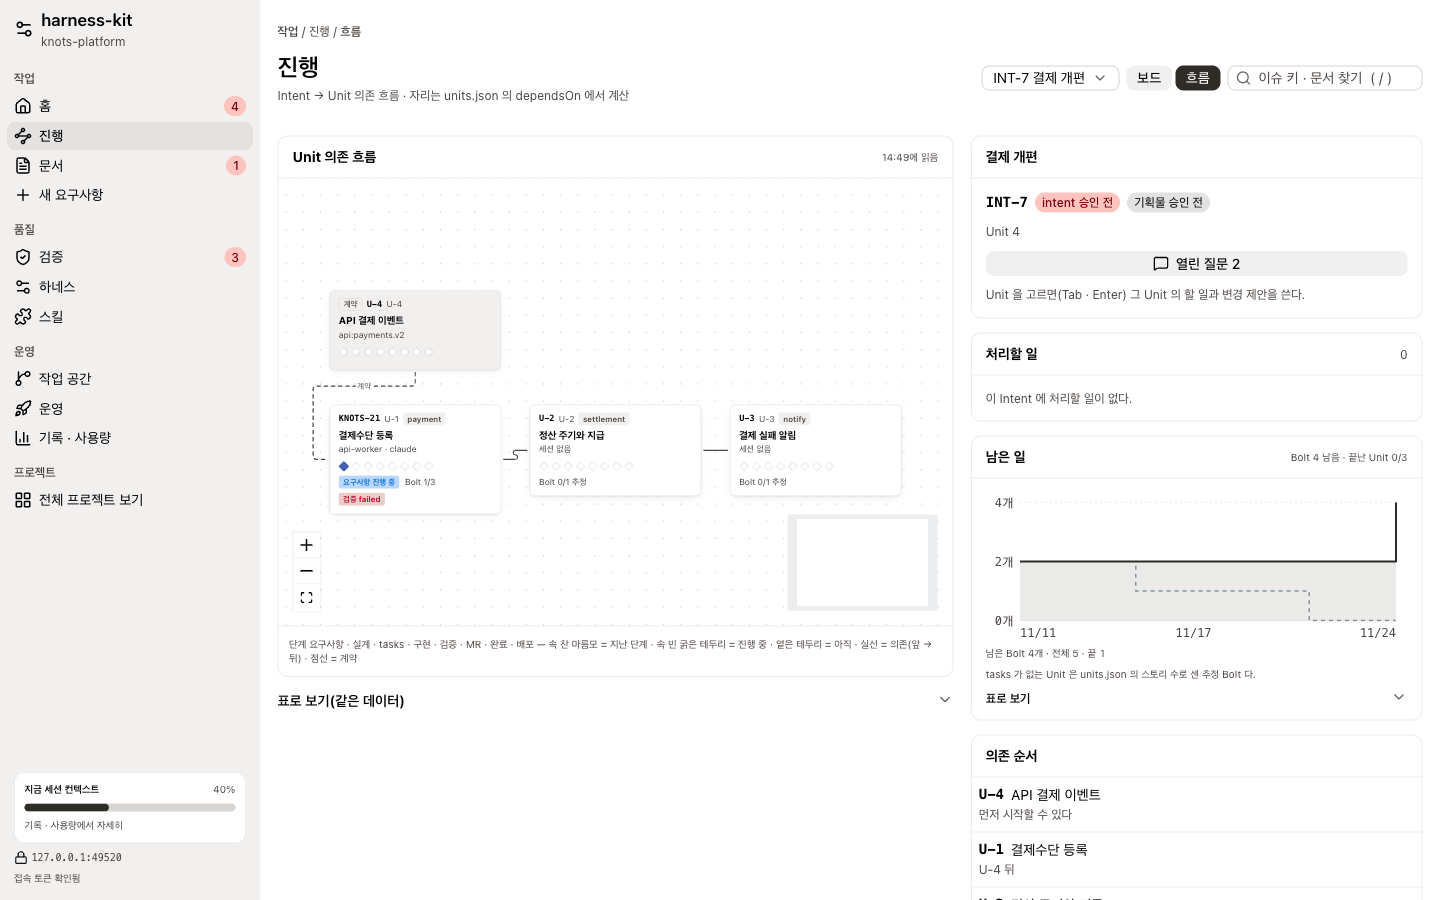 harness-kit
knots-platform
작업
홈 4
진행
문서 1
새 요구사항
품질
검증 3
하네스
스킬
운영
작업 공간
운영
기록 · 사용량
프로젝트
전체 프로젝트 보기
지금 세션 컨텍스트 40%
기록 · 사용량에서 자세히
127.0.0.1:49520
접속 토큰 확인됨
작업 / 진행 / 흐름
진행
Intent → Unit 의존 흐름 · 자리는 units.json 의 dependsOn 에서 계산
INT-7 결제 개편
보드
흐름
이슈 키 · 문서 찾기 ( / )
Unit 의존 흐름 14:49에 읽음
계약 U-4 U-4
API 결제 이벤트
api:payments.v2
계약
KNOTS-21 U-1 payment
결제수단 등록
api-worker · claude
요구사항 진행 중 Bolt 1/3
검증 failed
U-2 U-2 settlement
정산 주기와 지급
세션 없음
Bolt 0/1 추정
U-3 U-3 notify
결제 실패 알림
세션 없음
Bolt 0/1 추정
단계 요구사항 · 설계 · tasks · 구현 · 검증 · MR · 완료 · 배포 — 속 찬 마름모 = 지난 단계 · 속 빈 굵은 테두리 = 진행 중 · 옅은 테두리 = 아직 · 실선 = 의존(앞 →
뒤) · 점선 = 계약
표로 보기(같은 데이터)
결제 개편
INT-7 intent 승인 전 기획물 승인 전
Unit 4
열린 질문 2
Unit 을 고르면(Tab · Enter) 그 Unit 의 할 일과 변경 제안을 쓴다.
처리할 일 0
이 Intent 에 처리할 일이 없다.
남은 일 Bolt 4 남음 · 끝난 Unit 0/3
4개
2개
0개
11/11 11/17 11/24
남은 Bolt 4개 · 전체 5 · 끝 1
tasks 가 없는 Unit 은 units.json 의 스토리 수로 센 추정 Bolt 다.
표로 보기
의존 순서
U-4 API 결제 이벤트
먼저 시작할 수 있다
U-1 결제수단 등록
U-4 뒤